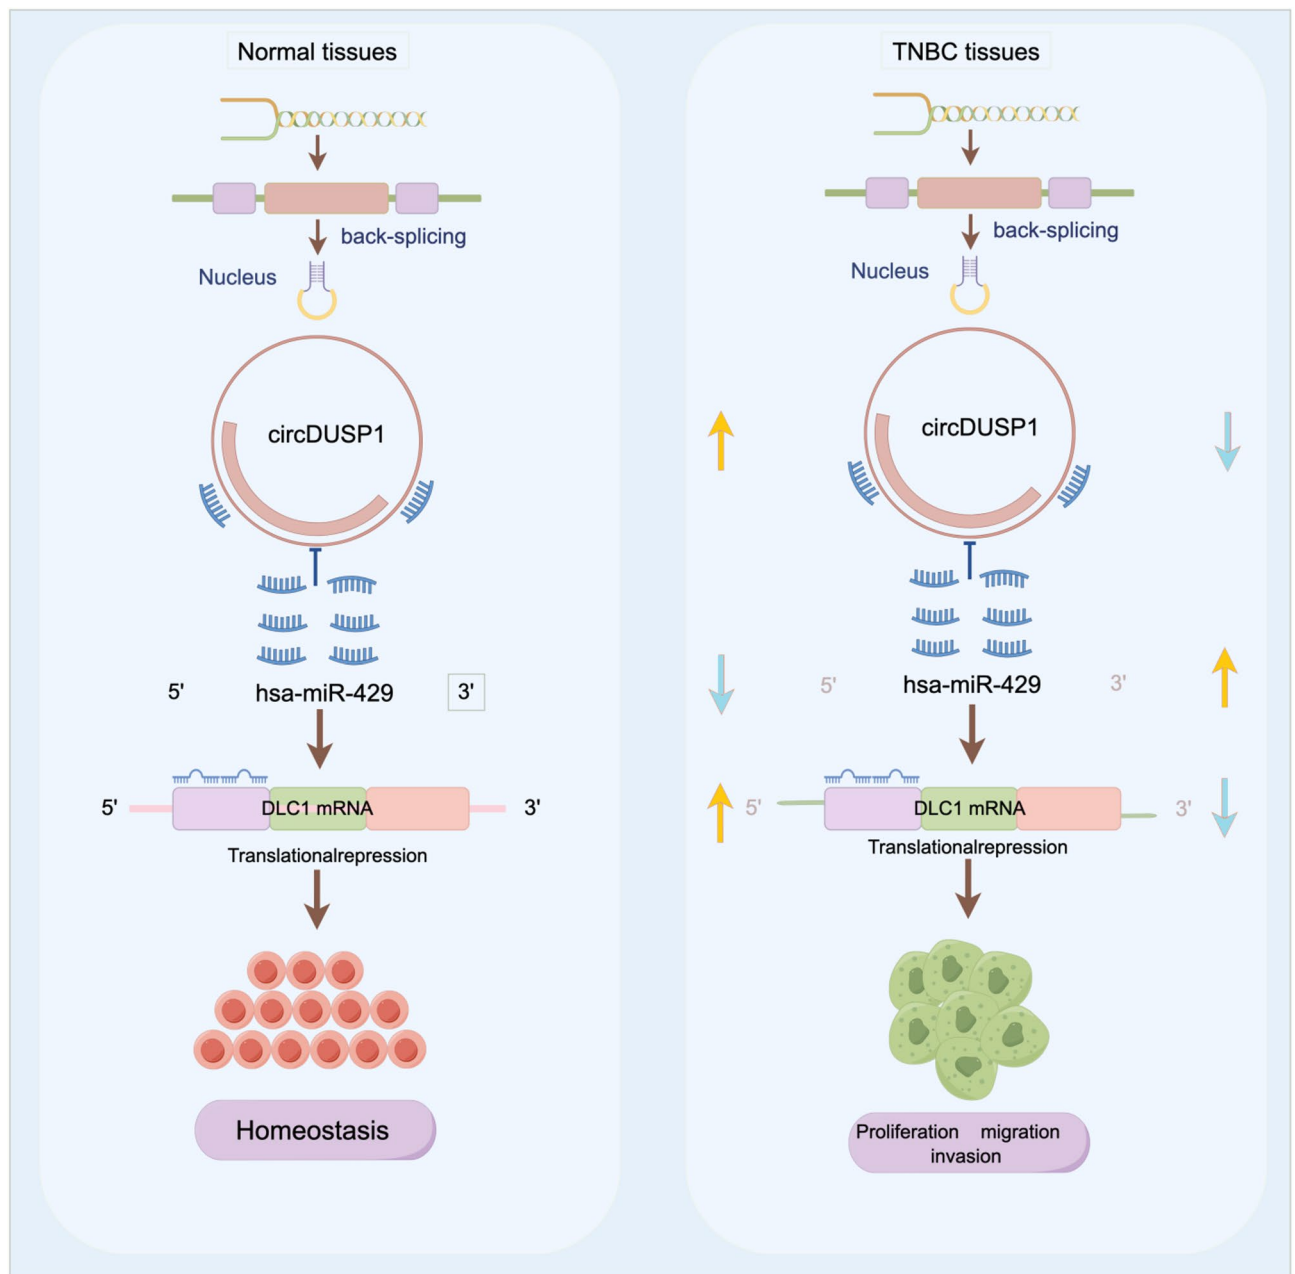 Normal tissues
back-splicing
Nucleus
circDUSP1
5' hsa-miR-429 3'
5' DLC1 mRNA 3'
Translationalrepression
Homeostasis
TNBC tissues
back-splicing
Nucleus
circDUSP1
5' hsa-miR-429 3'
5' DLC1 mRNA 3'
Translationalrepression
Proliferation migration
invasion